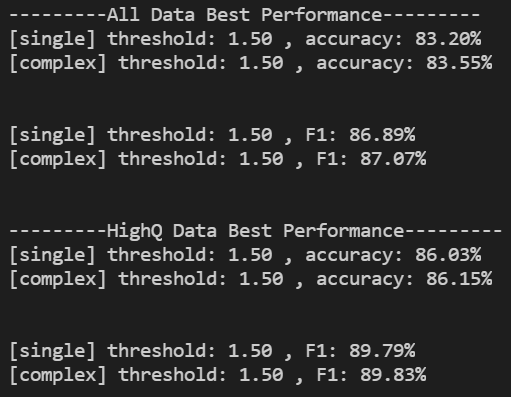 ---------All Data Best Performance---------
[single] threshold: 1.50 , accuracy: 83.20%
[complex] threshold: 1.50 , accuracy: 83.55%
[single] threshold: 1.50 , F1: 86.89%
[complex] threshold: 1.50 , F1: 87.07%
---------HighQ Data Best Performance---------
[single] threshold: 1.50 , accuracy: 86.03%
[complex] threshold: 1.50 , accuracy: 86.15%
[single] threshold: 1.50 , F1: 89.79%
[complex] threshold: 1.50 , F1: 89.83%